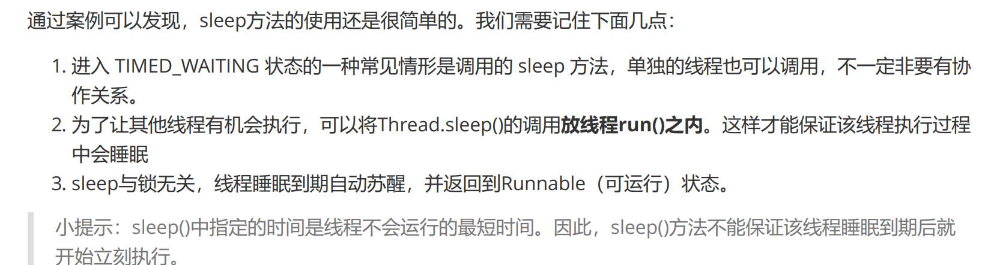 通过案例可以发现，sleep方法的使用还是很简单的。我们需要记住下面几点：
1. 进入 TIMED_WAITING 状态的一种常见情形是调用的 sleep 方法，单独的线程也可以调用，不一定非要有协
作关系。
2. 为了让其他线程有机会执行，可以将Thread.sleep()的调用放线程run()之内。这样才能保证该线程执行过程
中会睡眠
3. sleep与锁无关，线程睡眠到期自动苏醒，并返回到Runnable（可运行）状态。
小提示：sleep()中指定的时间是线程不会运行的最短时间。因此，sleep()方法不能保证该线程睡眠到期后就
开始立刻执行。